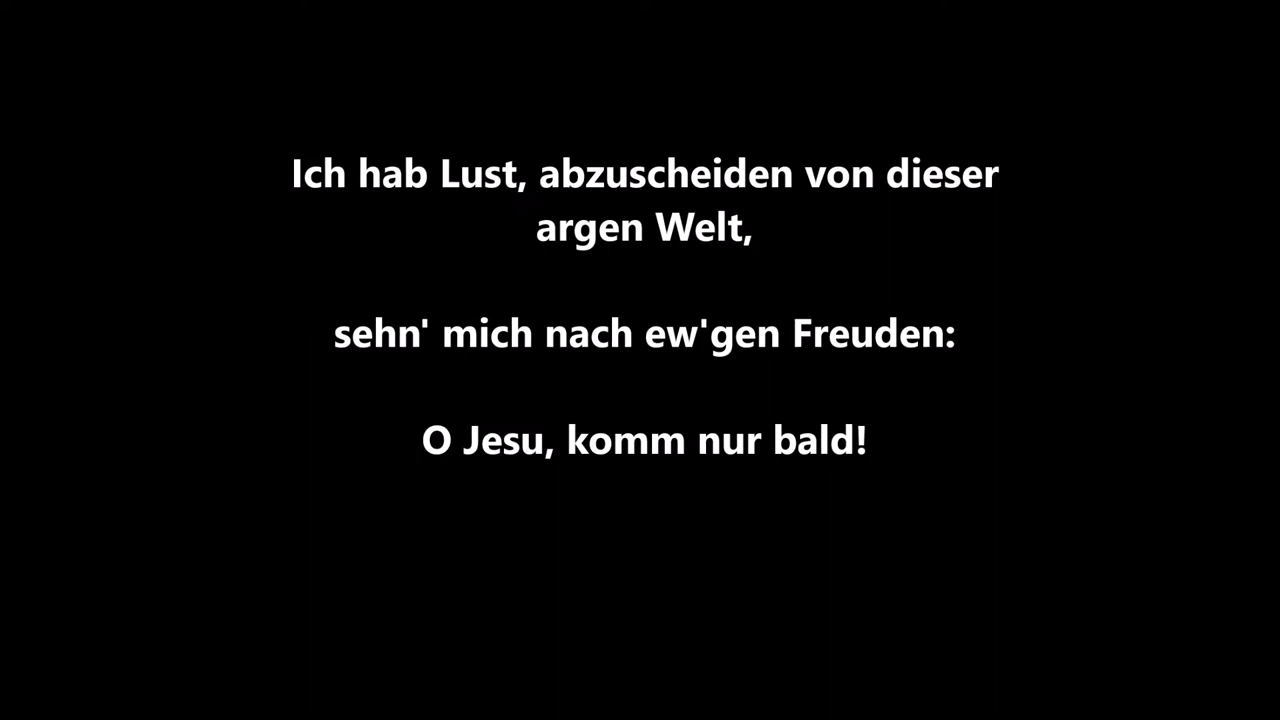 Ich hab Lust, abzuscheiden von dieser
argen Welt,
sehn' mich nach ew'gen Freuden:
O Jesu, komm nur bald!